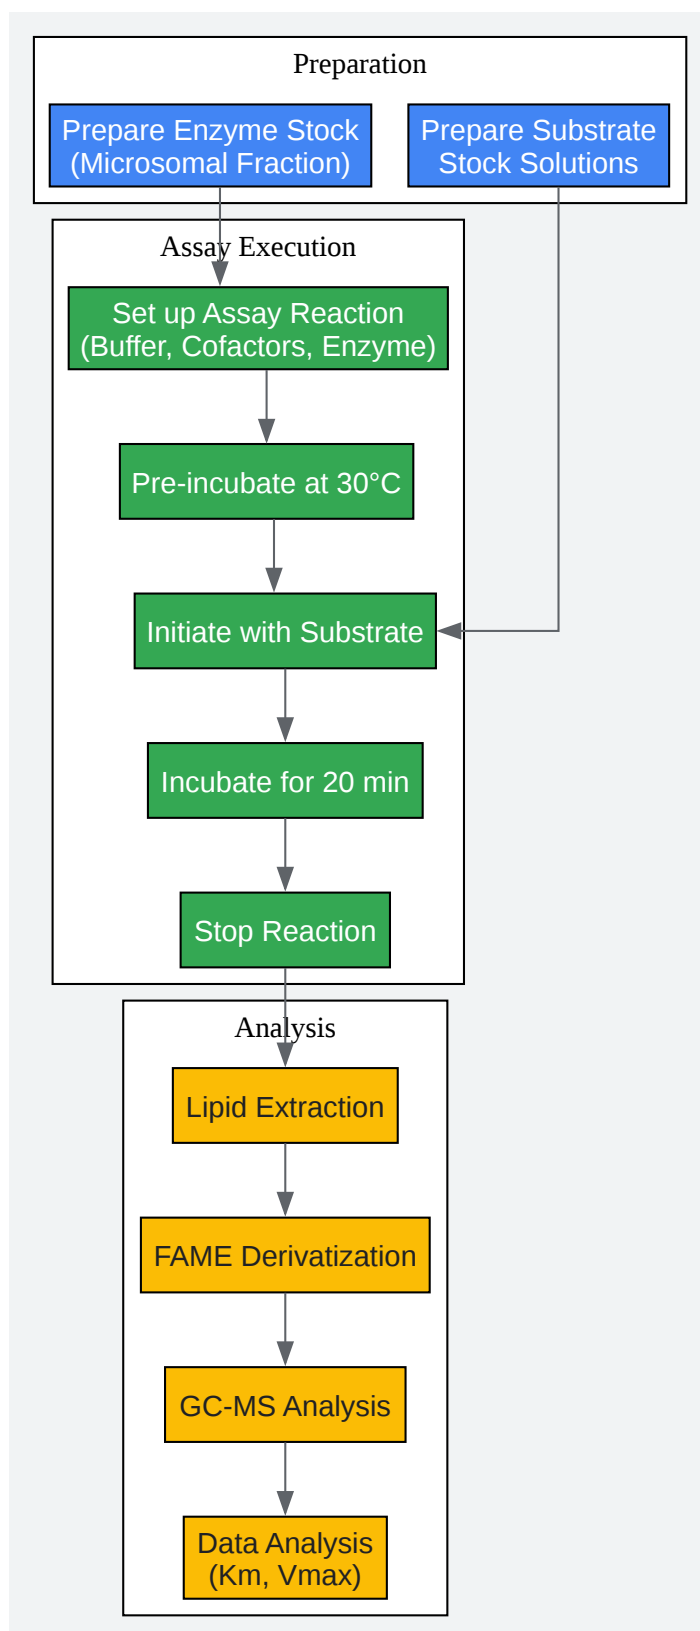 Preparation
Prepare Enzyme Stock
(Microsomal Fraction)
Prepare Substrate
Stock Solutions
Assay Execution
Set up Assay Reaction
(Buffer, Cofactors, Enzyme)
Pre-incubate at 30°C
Initiate with Substrate
Incubate for 20 min
Stop Reaction
Analysis
Lipid Extraction
FAME Derivatization
GC-MS Analysis
Data Analysis
(Km, Vmax)